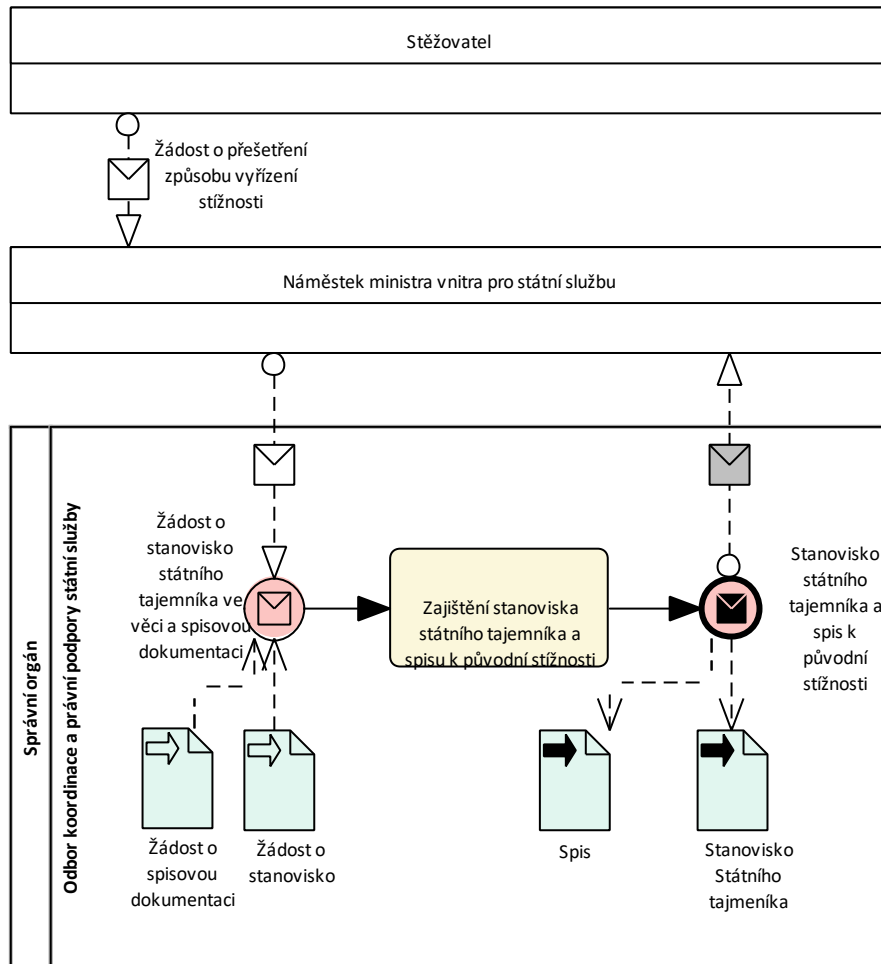 Stěžovatel
Žádost o přešetření
způsobu vyřízení
stížnosti
Náměstek ministra vnitra pro státní službu
Správní orgán
Odbor koordinace a právní podpory státní služby
Žádost o
stanovisko
státního
tajemníka ve
věci a spisovou
dokumentaci
Zajištění stanoviska
státního tajemníka a
spisu k původní stížnosti
Stanovisko
státního
tajemníka a
spis k
původní
stížnosti
Žádost o
spisovou
dokumentaci
Žádost o
stanovisko
Spis
Stanovisko
Státního
tajmeníka